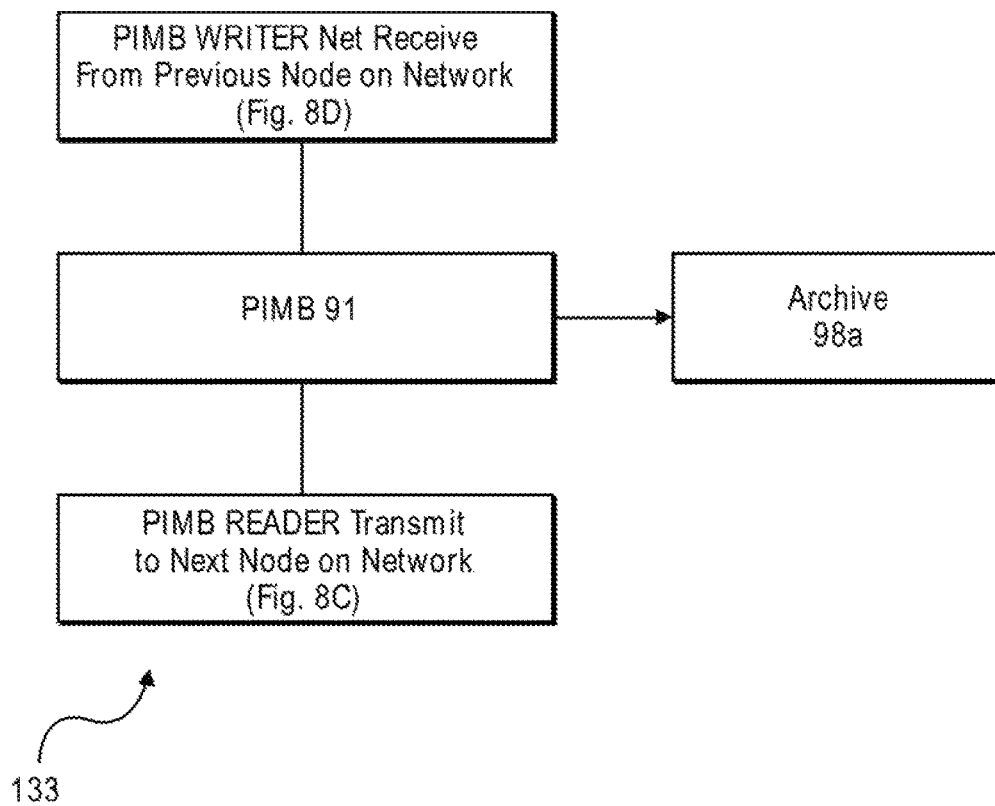 PIMB WRITER Net Receive
From Previous Node on Network
(Fig. 8D)
PIMB 91
Archive
98a
PIMB READER Transmit
to Next Node on Network
(Fig. 8C)
133